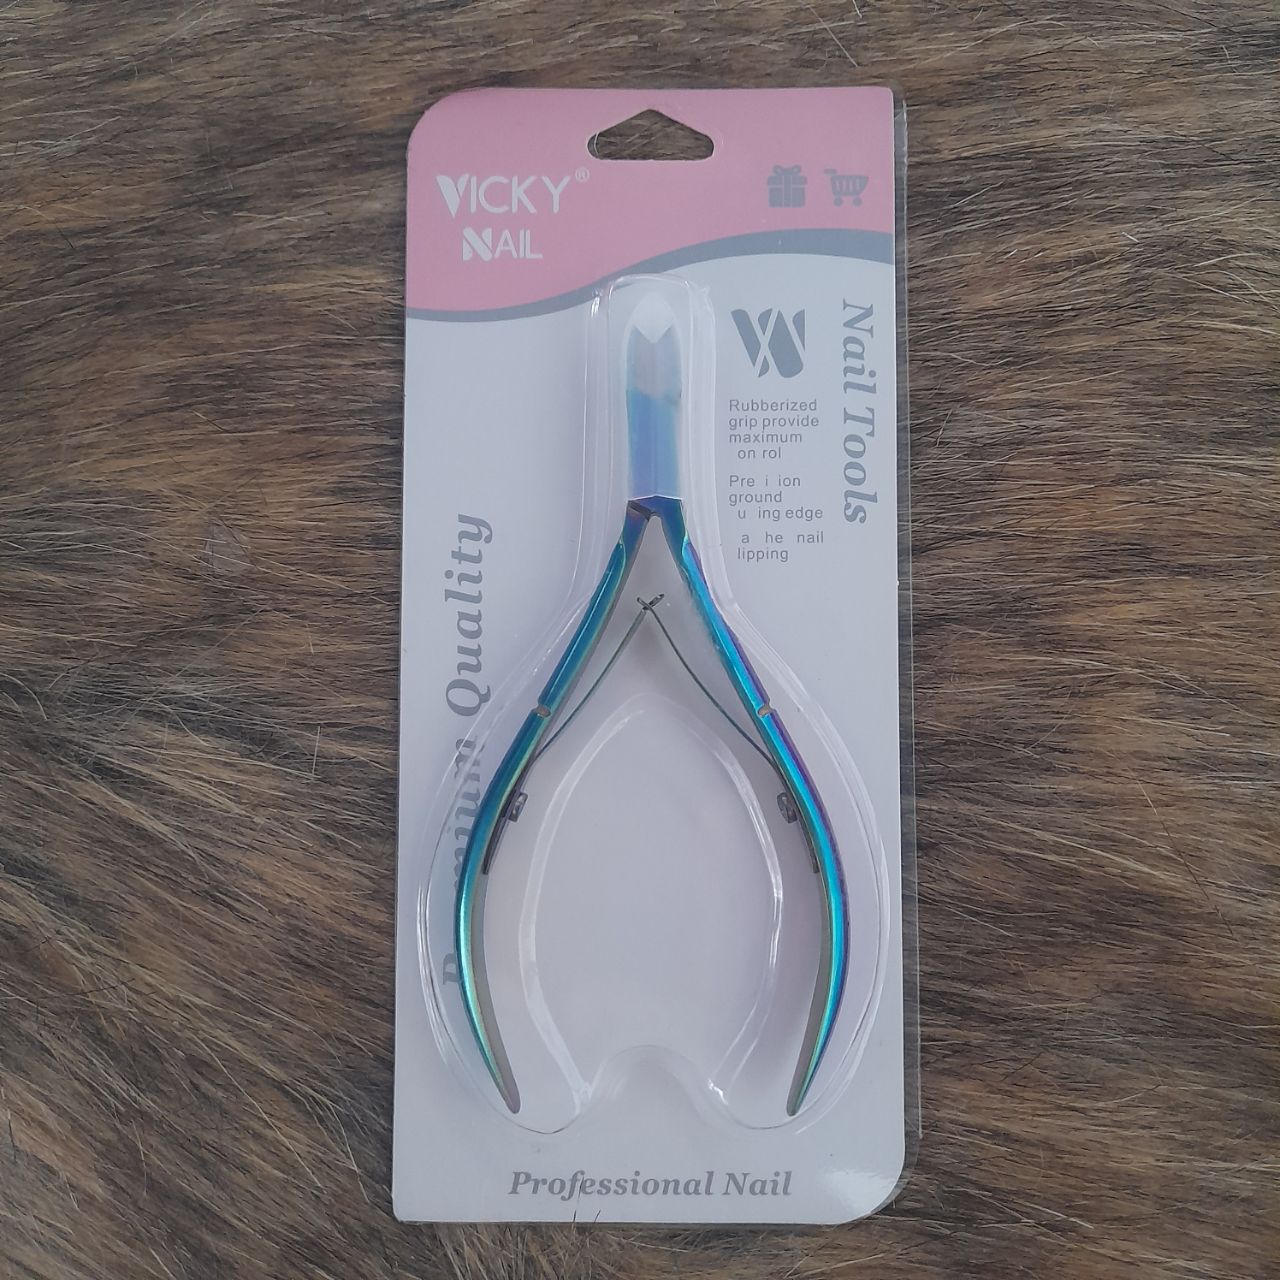 VICKY®
NAIL
Nail Tools
Rubberized
grip provide
maximum
on rol
Pre i ion
ground
u ing edge
a he nail
lipping
Quality
Professional Nail